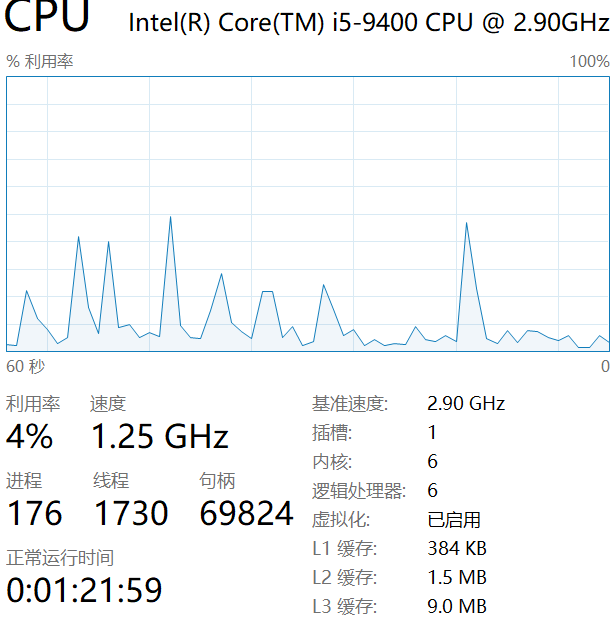 CPU Intel(R) Core(TM) i5-9400 CPU @ 2.90GHz
% 利用率 100%
60 秒 0
利用率 速度
4% 1.25 GHz
进程 线程 句柄
176 1730 69824
正常运行时间
0:01:21:59
基准速度: 2.90 GHz
插槽: 1
内核: 6
逻辑处理器: 6
虚拟化: 已启用
L1 缓存: 384 KB
L2 缓存: 1.5 MB
L3 缓存: 9.0 MB